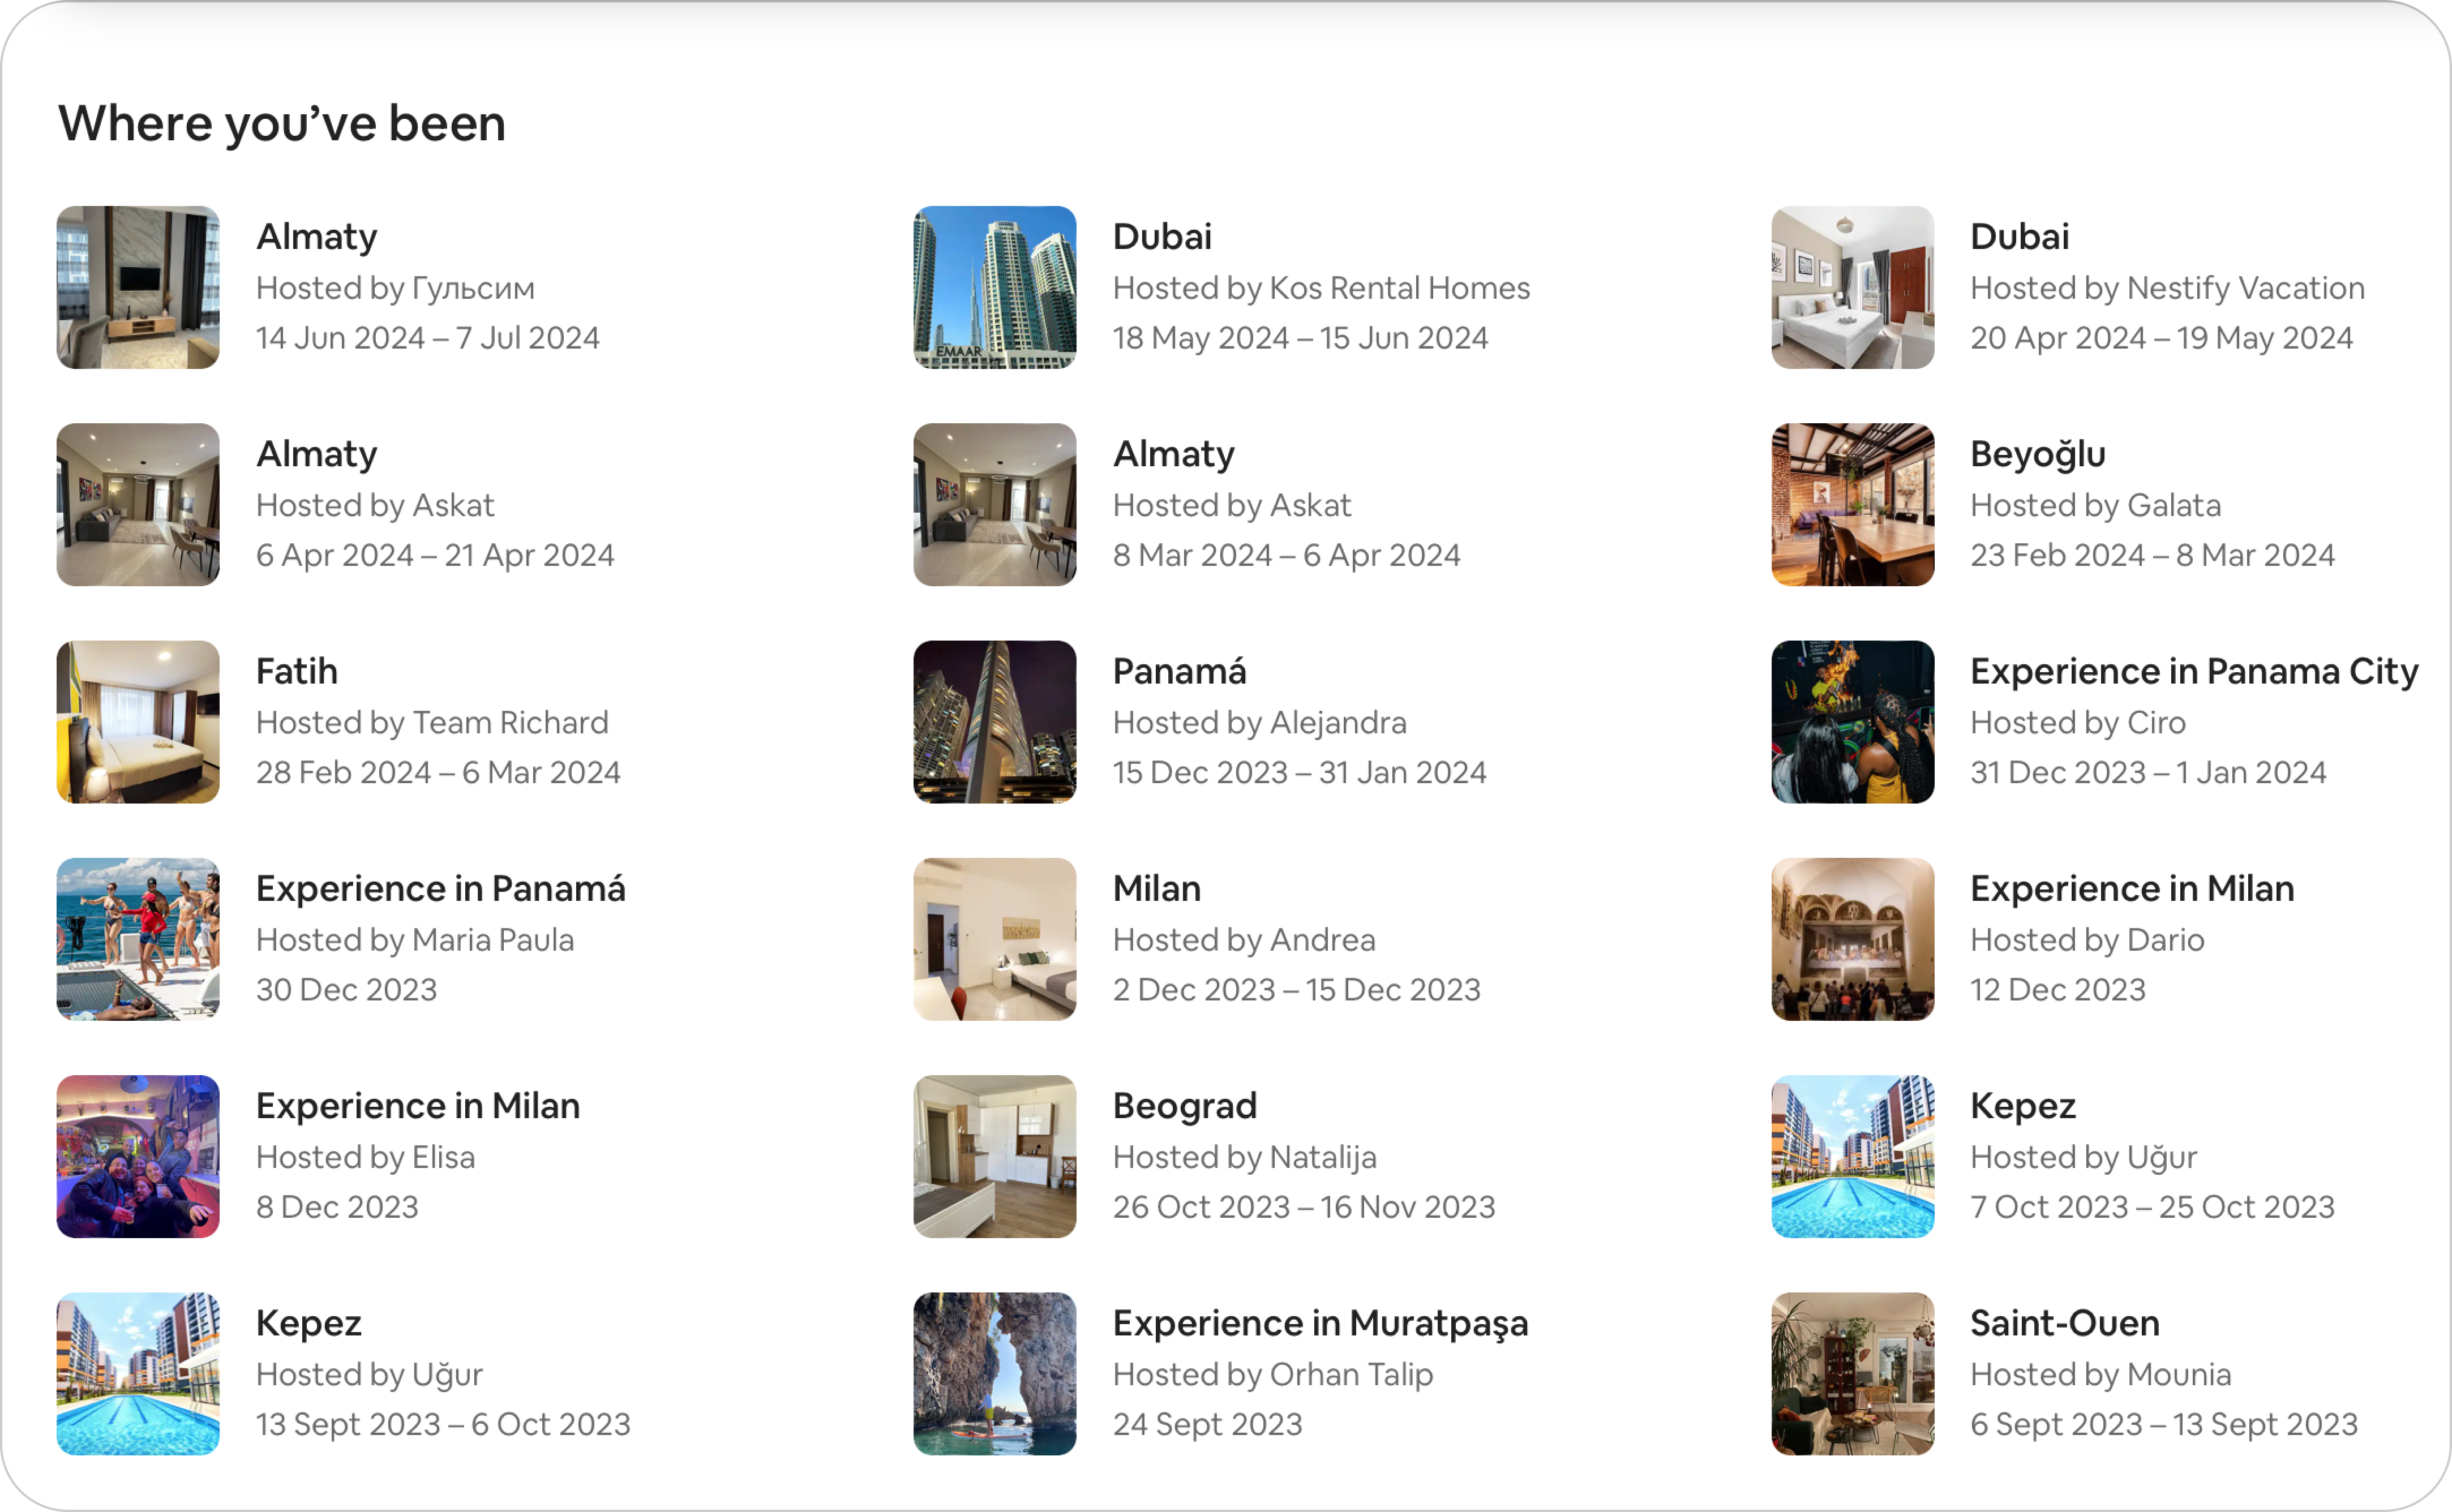 Where you’ve been
Almaty
Hosted by Гульсим
14 Jun 2024 – 7 Jul 2024
Dubai
Hosted by Kos Rental Homes
18 May 2024 – 15 Jun 2024
EMAAR
Dubai
Hosted by Nestify Vacation
20 Apr 2024 – 19 May 2024
Almaty
Hosted by Askat
6 Apr 2024 – 21 Apr 2024
Almaty
Hosted by Askat
8 Mar 2024 – 6 Apr 2024
Beyoğlu
Hosted by Galata
23 Feb 2024 – 8 Mar 2024
Fatih
Hosted by Team Richard
28 Feb 2024 – 6 Mar 2024
Panamá
Hosted by Alejandra
15 Dec 2023 – 31 Jan 2024
Experience in Panama City
Hosted by Ciro
31 Dec 2023 – 1 Jan 2024
Experience in Panamá
Hosted by Maria Paula
30 Dec 2023
Milan
Hosted by Andrea
2 Dec 2023 – 15 Dec 2023
Experience in Milan
Hosted by Dario
12 Dec 2023
Experience in Milan
Hosted by Elisa
8 Dec 2023
Beograd
Hosted by Natalija
26 Oct 2023 – 16 Nov 2023
Kepez
Hosted by Uğur
7 Oct 2023 – 25 Oct 2023
Kepez
Hosted by Uğur
13 Sept 2023 – 6 Oct 2023
Experience in Muratpaşa
Hosted by Orhan Talip
24 Sept 2023
Saint-Ouen
Hosted by Mounia
6 Sept 2023 – 13 Sept 2023